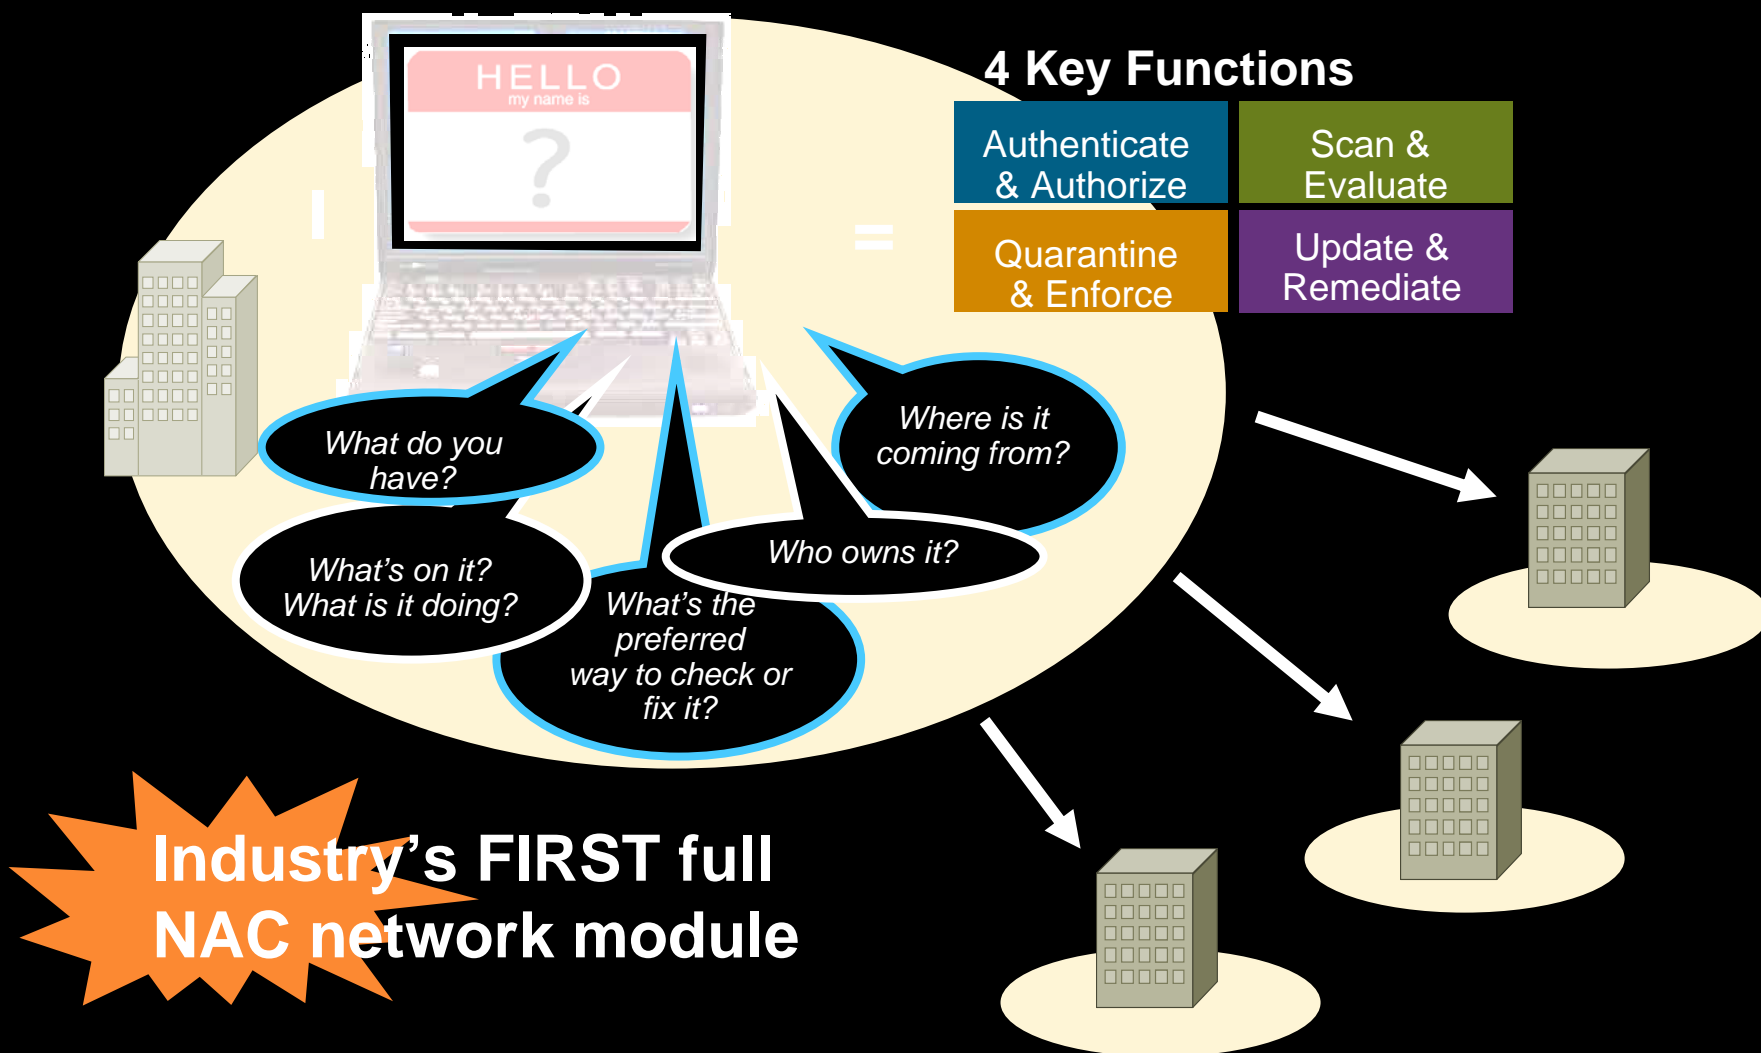 HELLO
my name is
?
4 Key Functions
Authenticate
& Authorize
Scan &
Evaluate
Quarantine
& Enforce
Update &
Remediate
=
What do you
have?
Where is it
coming from?
What's on it?
What is it doing?
Who owns it?
What's the
preferred
way to check or
fix it?
Industry's FIRST full
NAC network module